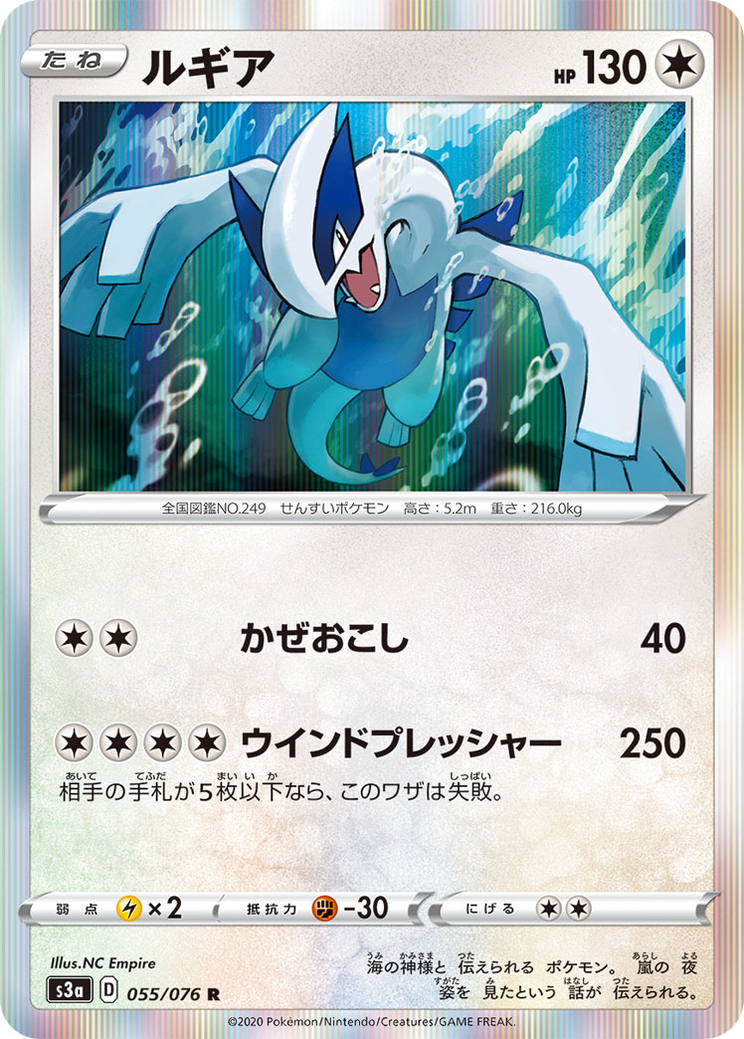 たね ルギア HP 130
全国図鑑NO.249 せんすいポケモン 高さ：5.2m 重さ：216.0kg
かぜおこし 40
ウインドプレッシャー 250
相手の手札が5枚以下なら、このワザは失敗。
弱点 ×2 抵抗力 -30 にげる
Illus.NC Empire
海の神様と 伝えられる ポケモン。嵐の 夜
姿を 見たという 話が 伝えられる。
s3a D 055/076 R
©2020 Pokémon/Nintendo/Creatures/GAME FREAK.